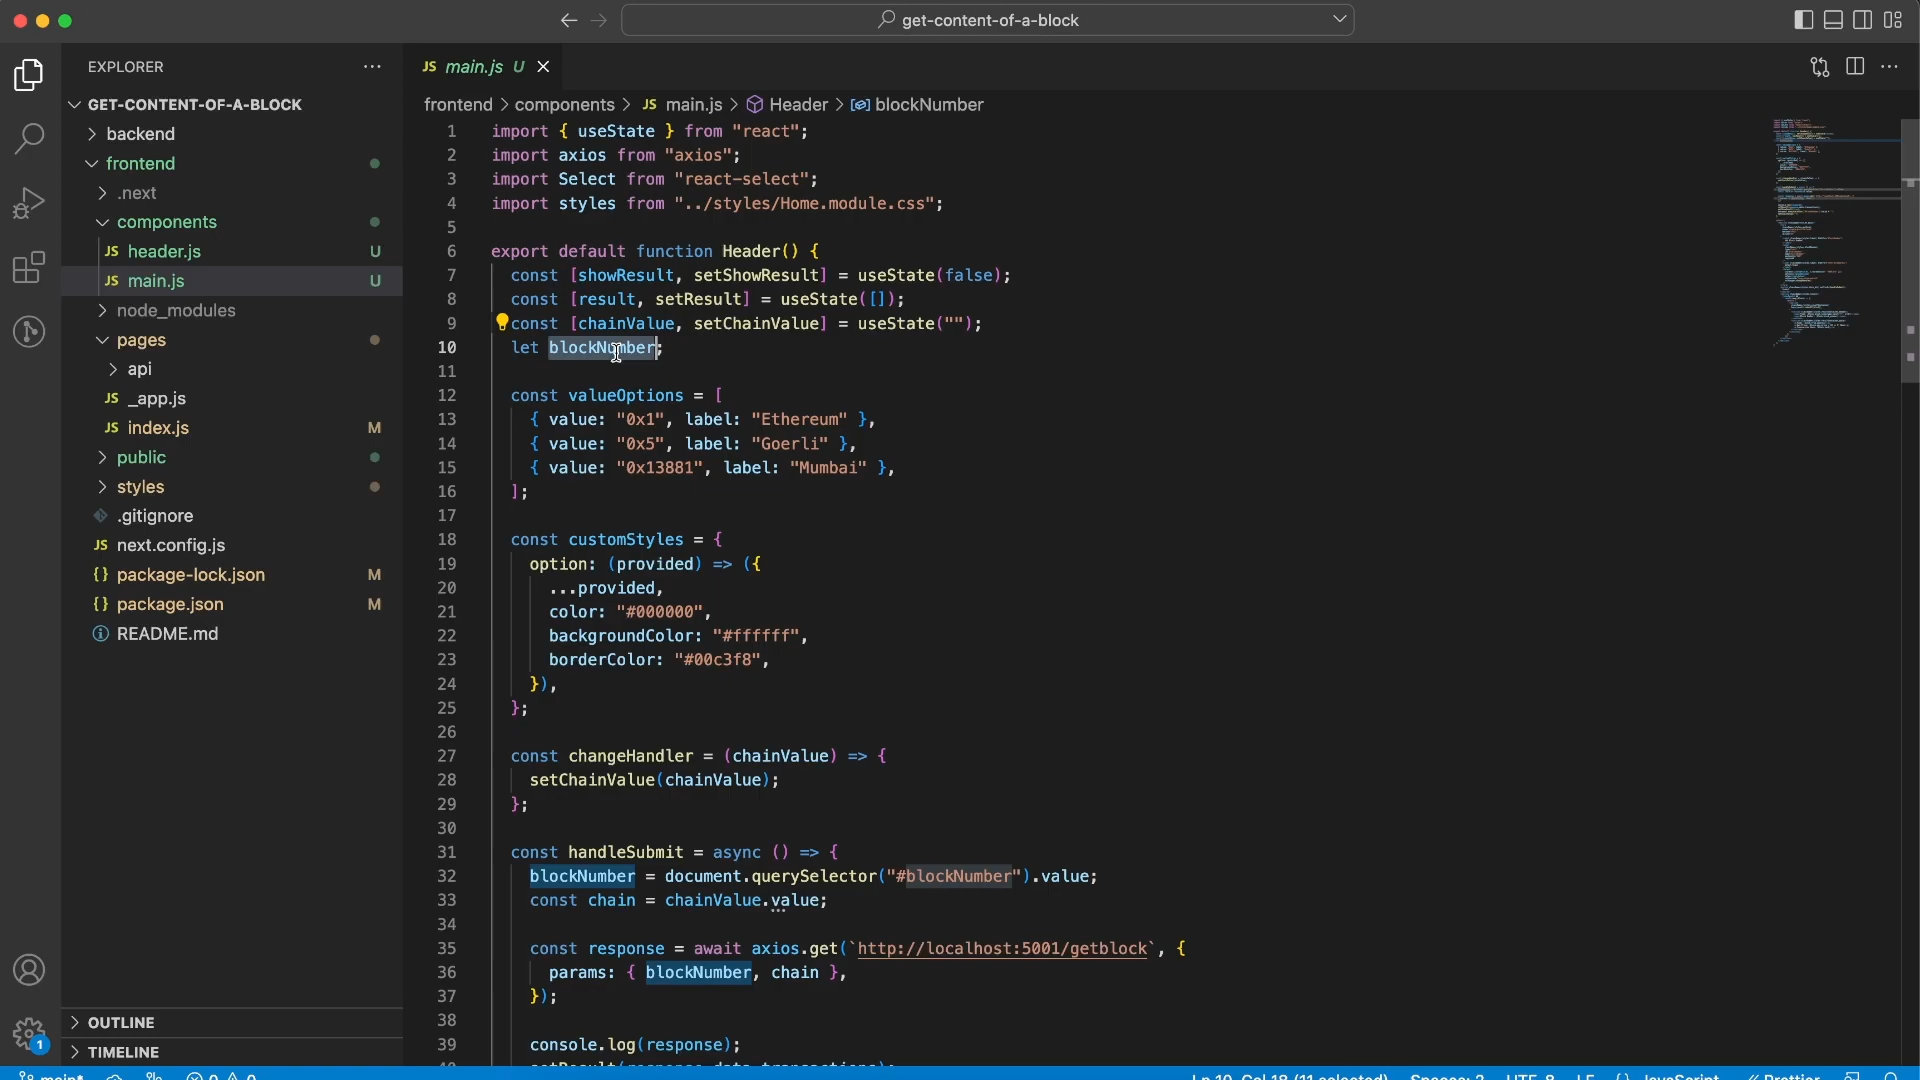 get-content-of-a-block
EXPLORER
GET-CONTENT-OF-A-BLOCK
backend
frontend
.next
components
JS header.js U
JS main.js U
node_modules
pages
api
JS _app.js
JS index.js M
public
styles
.gitignore
JS next.config.js
{} package-lock.json M
{} package.json M
README.md
OUTLINE
TIMELINE
1
JS main.js U
frontend > components > JS main.js > Header > blockNumber
1 import { useState } from "react";
2 import axios from "axios";
3 import Select from "react-select";
4 import styles from "../styles/Home.module.css";
5
6 export default function Header() {
7 const [showResult, setShowResult] = useState(false);
8 const [result, setResult] = useState([]);
9 const [chainValue, setChainValue] = useState("");
10 let blockNumber;
11
12 const valueOptions = [
13 { value: "0x1", label: "Ethereum" },
14 { value: "0x5", label: "Goerli" },
15 { value: "0x13881", label: "Mumbai" },
16 ];
17
18 const customStyles = {
19 option: (provided) => ({
20 ...provided,
21 color: "#000000",
22 backgroundColor: "#ffffff",
23 borderColor: "#00c3f8",
24 }),
25 };
26
27 const changeHandler = (chainValue) => {
28 setChainValue(chainValue);
29 };
30
31 const handleSubmit = async () => {
32 blockNumber = document.querySelector("#blockNumber").value;
33 const chain = chainValue.value;
34
35 const response = await axios.get(`http://localhost:5001/getblock`, {
36 params: { blockNumber, chain },
37 });
38
39 console.log(response);